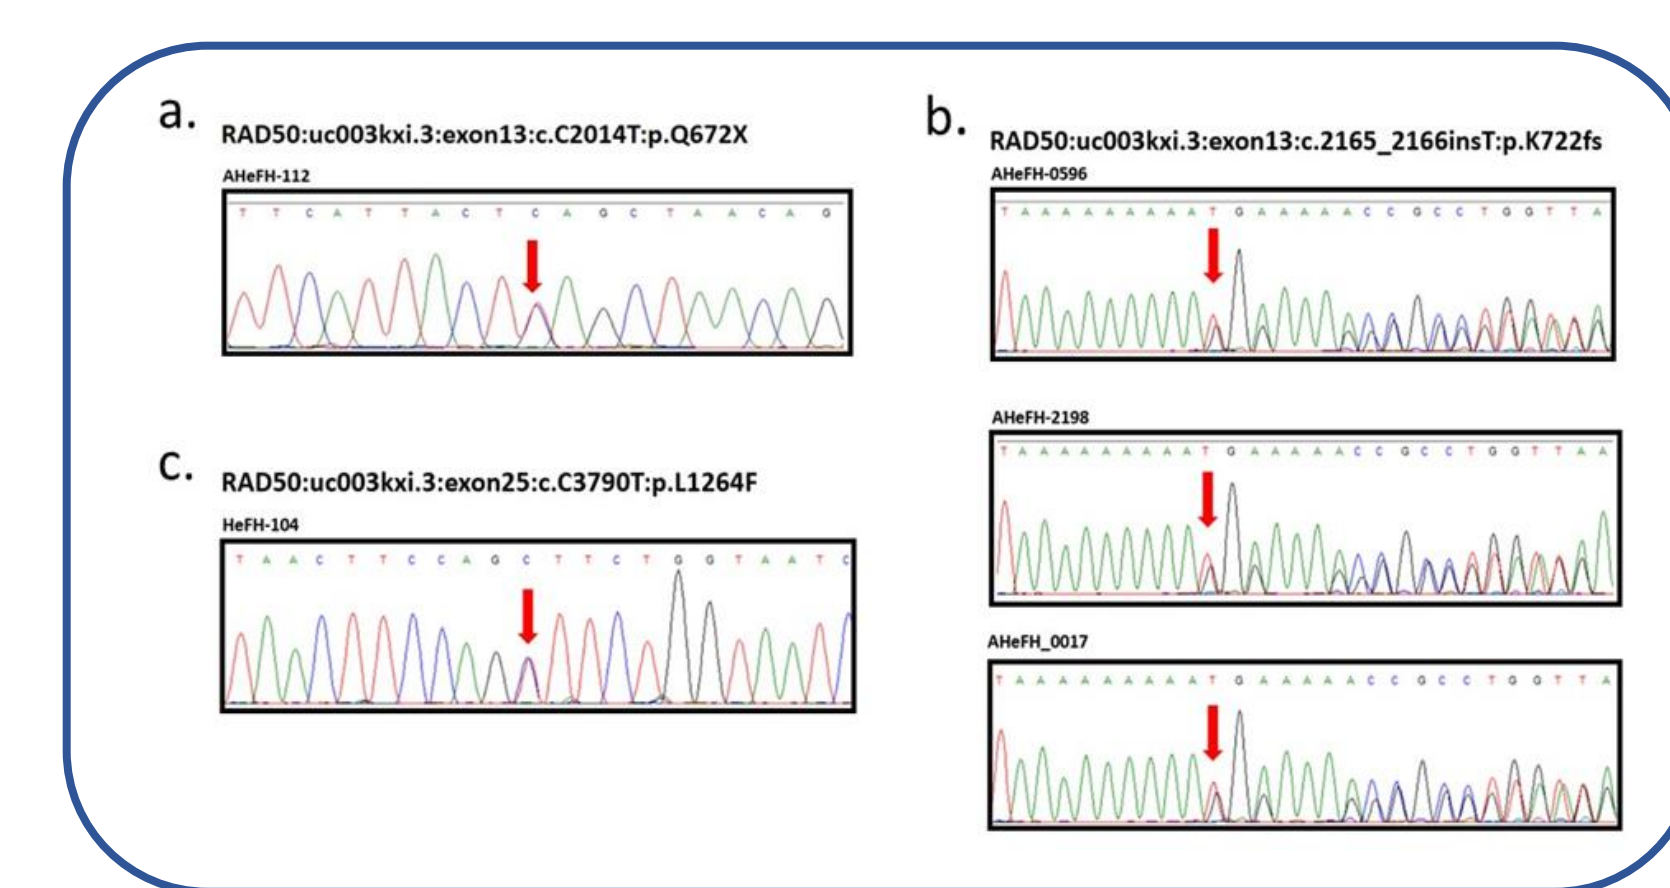 a.
RAD50:uc003kxi.3:exon13:c.C2014T:p.Q672X
AHeFH-112
T T C A T T A C T C A G C T A A C A G
b.
RAD50:uc003kxi.3:exon13:c.2165_2166insT:p.K722fs
AHeFH-0596
T A A A A A A A A A T G A A A A A C C G C C T G G T T A
AHeFH-2198
T A A A A A A A A A T G A A A A A C C G C C T G G T T A A
AHeFH_0017
T A A A A A A A A A T G A A A A A C C G C C T G G T T A
c.
RAD50:uc003kxi.3:exon25:c.C3790T:p.L1264F
HeFH-104
T A A C T T C C A G C T T C T G G T A A T C